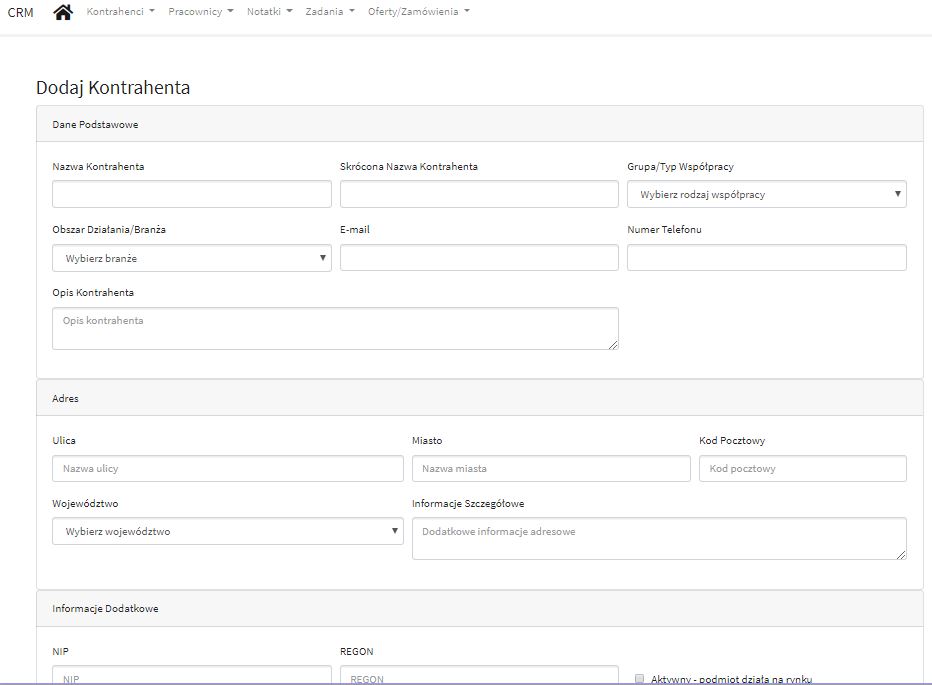 CRM Kontrahenci Pracownicy Notatki Zadania Oferty/Zamówienia
Dodaj Kontrahenta
Dane Podstawowe
Nazwa Kontrahenta Skrócona Nazwa Kontrahenta Grupa/Typ Współpracy
Wybierz rodzaj współpracy
Obszar Działania/Branża E-mail Numer Telefonu
Wybierz branże
Opis Kontrahenta
Opis kontrahenta
Adres
Ulica Miasto Kod Pocztowy
Nazwa ulicy Nazwa miasta Kod pocztowy
Województwo Informacje Szczegółowe
Wybierz województwo Dodatkowe informacje adresowe
Informacje Dodatkowe
NIP REGON
NIP REGON Aktywny - podmiot działa na rynku